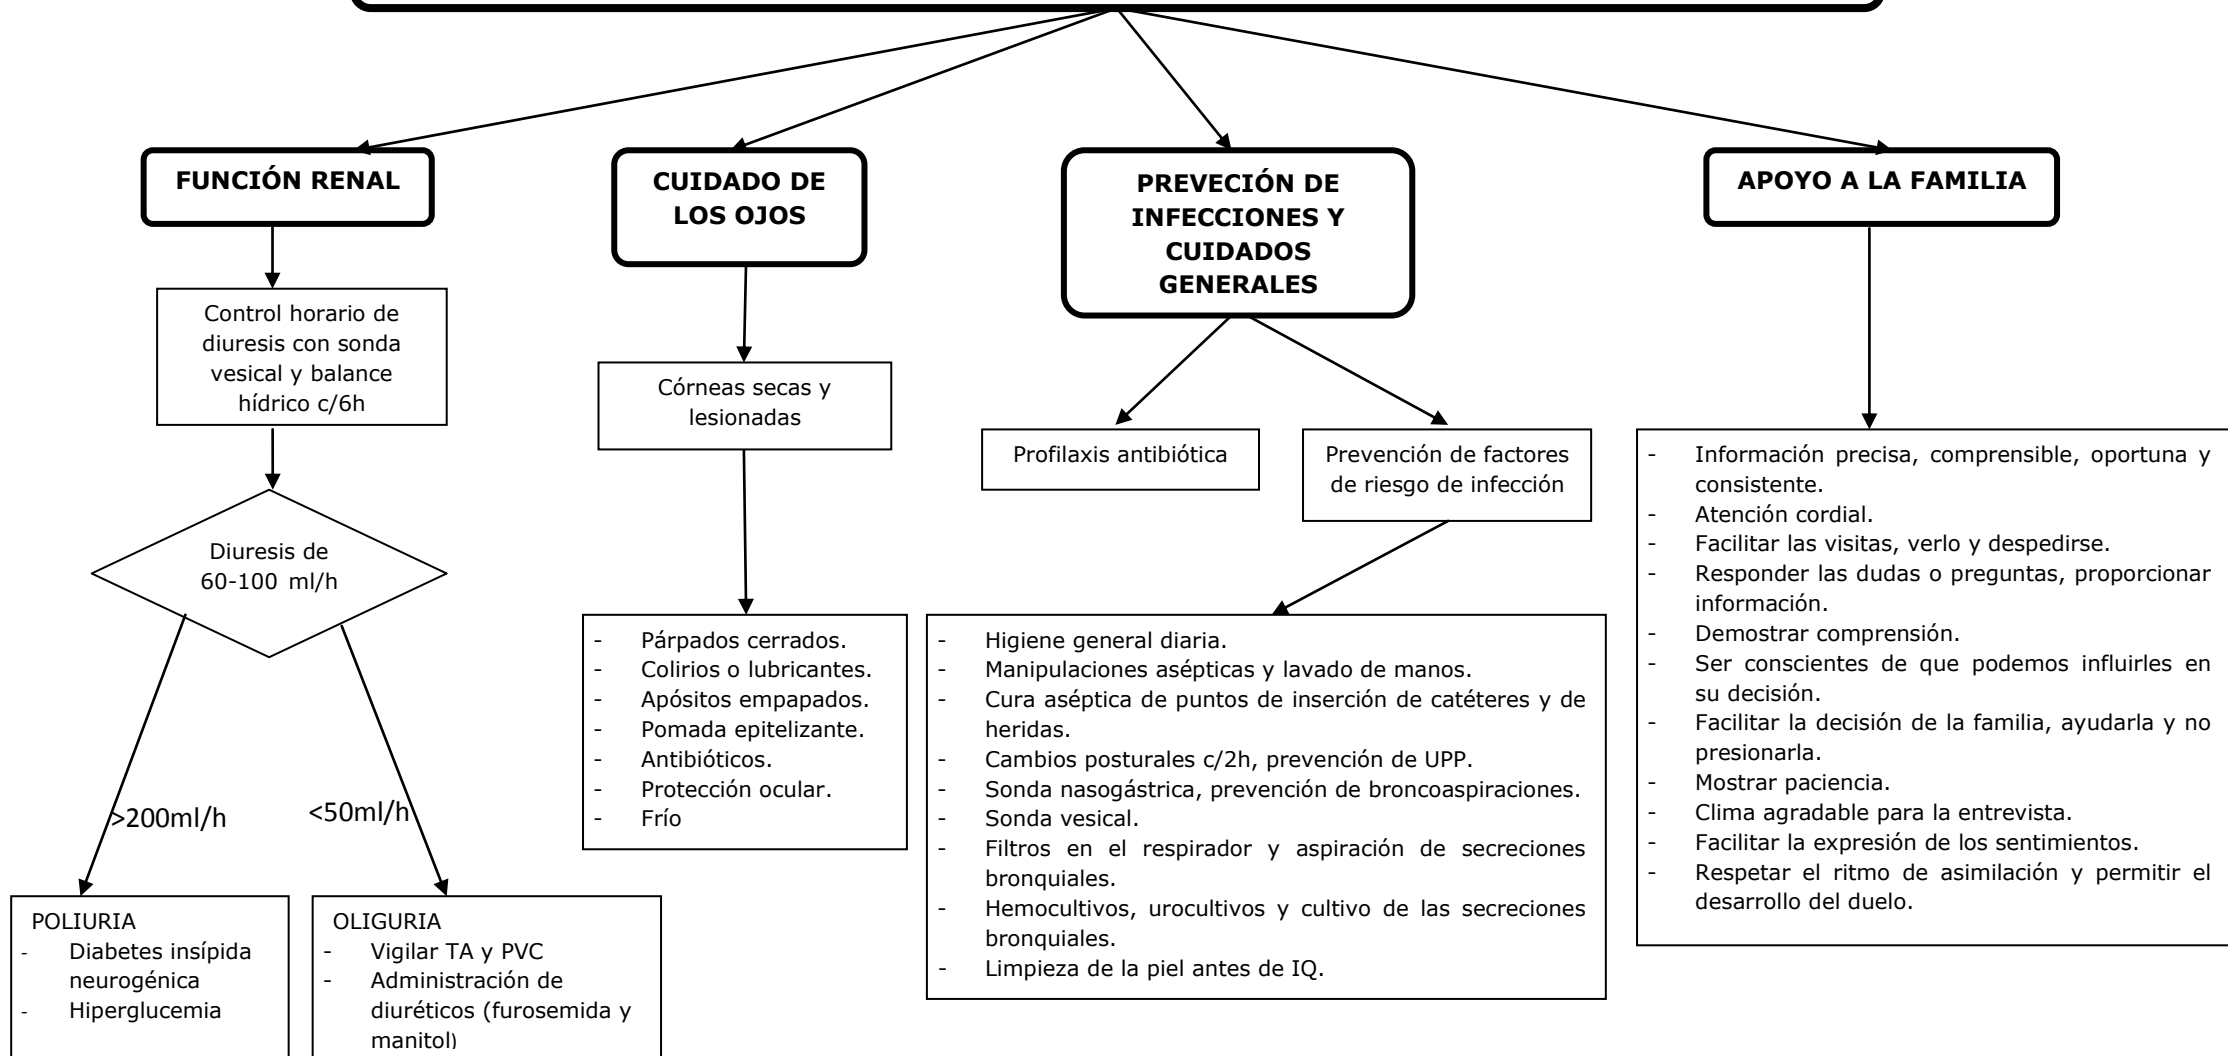 FUNCIÓN RENAL
CUIDADO DE
LOS OJOS
PREVECIÓN DE
INFECCIONES Y
CUIDADOS
GENERALES
APOYO A LA FAMILIA
Control horario de
diuresis con sonda
vesical y balance
hídrico c/6h
Córneas secas y
lesionadas
Profilaxis antibiótica
Prevención de factores
de riesgo de infección
Diuresis de
60-100 ml/h
>200ml/h
<50ml/h
POLIURIA
- Diabetes insípida
neurogénica
- Hiperglucemia
OLIGURIA
- Vigilar TA y PVC
- Administración de
diuréticos (furosemida y
manitol)
- Párpados cerrados.
- Colirios o lubricantes.
- Apósitos empapados.
- Pomada epitelizante.
- Antibióticos.
- Protección ocular.
- Frío
- Higiene general diaria.
- Manipulaciones asépticas y lavado de manos.
- Cura aséptica de puntos de inserción de catéteres y de
heridas.
- Cambios posturales c/2h, prevención de UPP.
- Sonda nasogástrica, prevención de broncoaspiraciones.
- Sonda vesical.
- Filtros en el respirador y aspiración de secreciones
bronquiales.
- Hemocultivos, urocultivos y cultivo de las secreciones
bronquiales.
- Limpieza de la piel antes de IQ.
- Información precisa, comprensible, oportuna y
consistente.
- Atención cordial.
- Facilitar las visitas, verlo y despedirse.
- Responder las dudas o preguntas, proporcionar
información.
- Demostrar comprensión.
- Ser conscientes de que podemos influirles en
su decisión.
- Facilitar la decisión de la familia, ayudarla y no
presionarla.
- Mostrar paciencia.
- Clima agradable para la entrevista.
- Facilitar la expresión de los sentimientos.
- Respetar el ritmo de asimilación y permitir el
desarrollo del duelo.